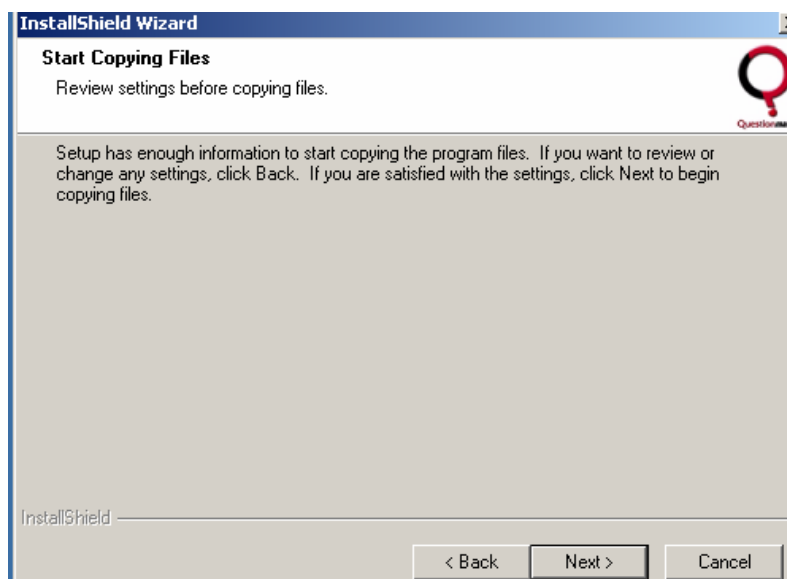 InstallShield Wizard
Start Copying Files
Review settings before copying files.
Setup has enough information to start copying the program files. If you want to review or
change any settings, click Back. If you are satisfied with the settings, click Next to begin
copying files.
InstallShield
< Back
Next >
Cancel